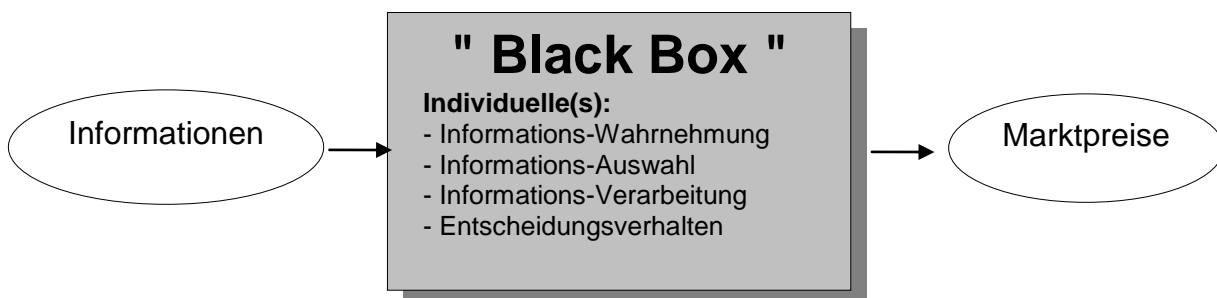 Informationen
" Black Box "
Individuelle(s):
- Informations-Wahrnehmung
- Informations-Auswahl
- Informations-Verarbeitung
- Entscheidungsverhalten
Marktpreise